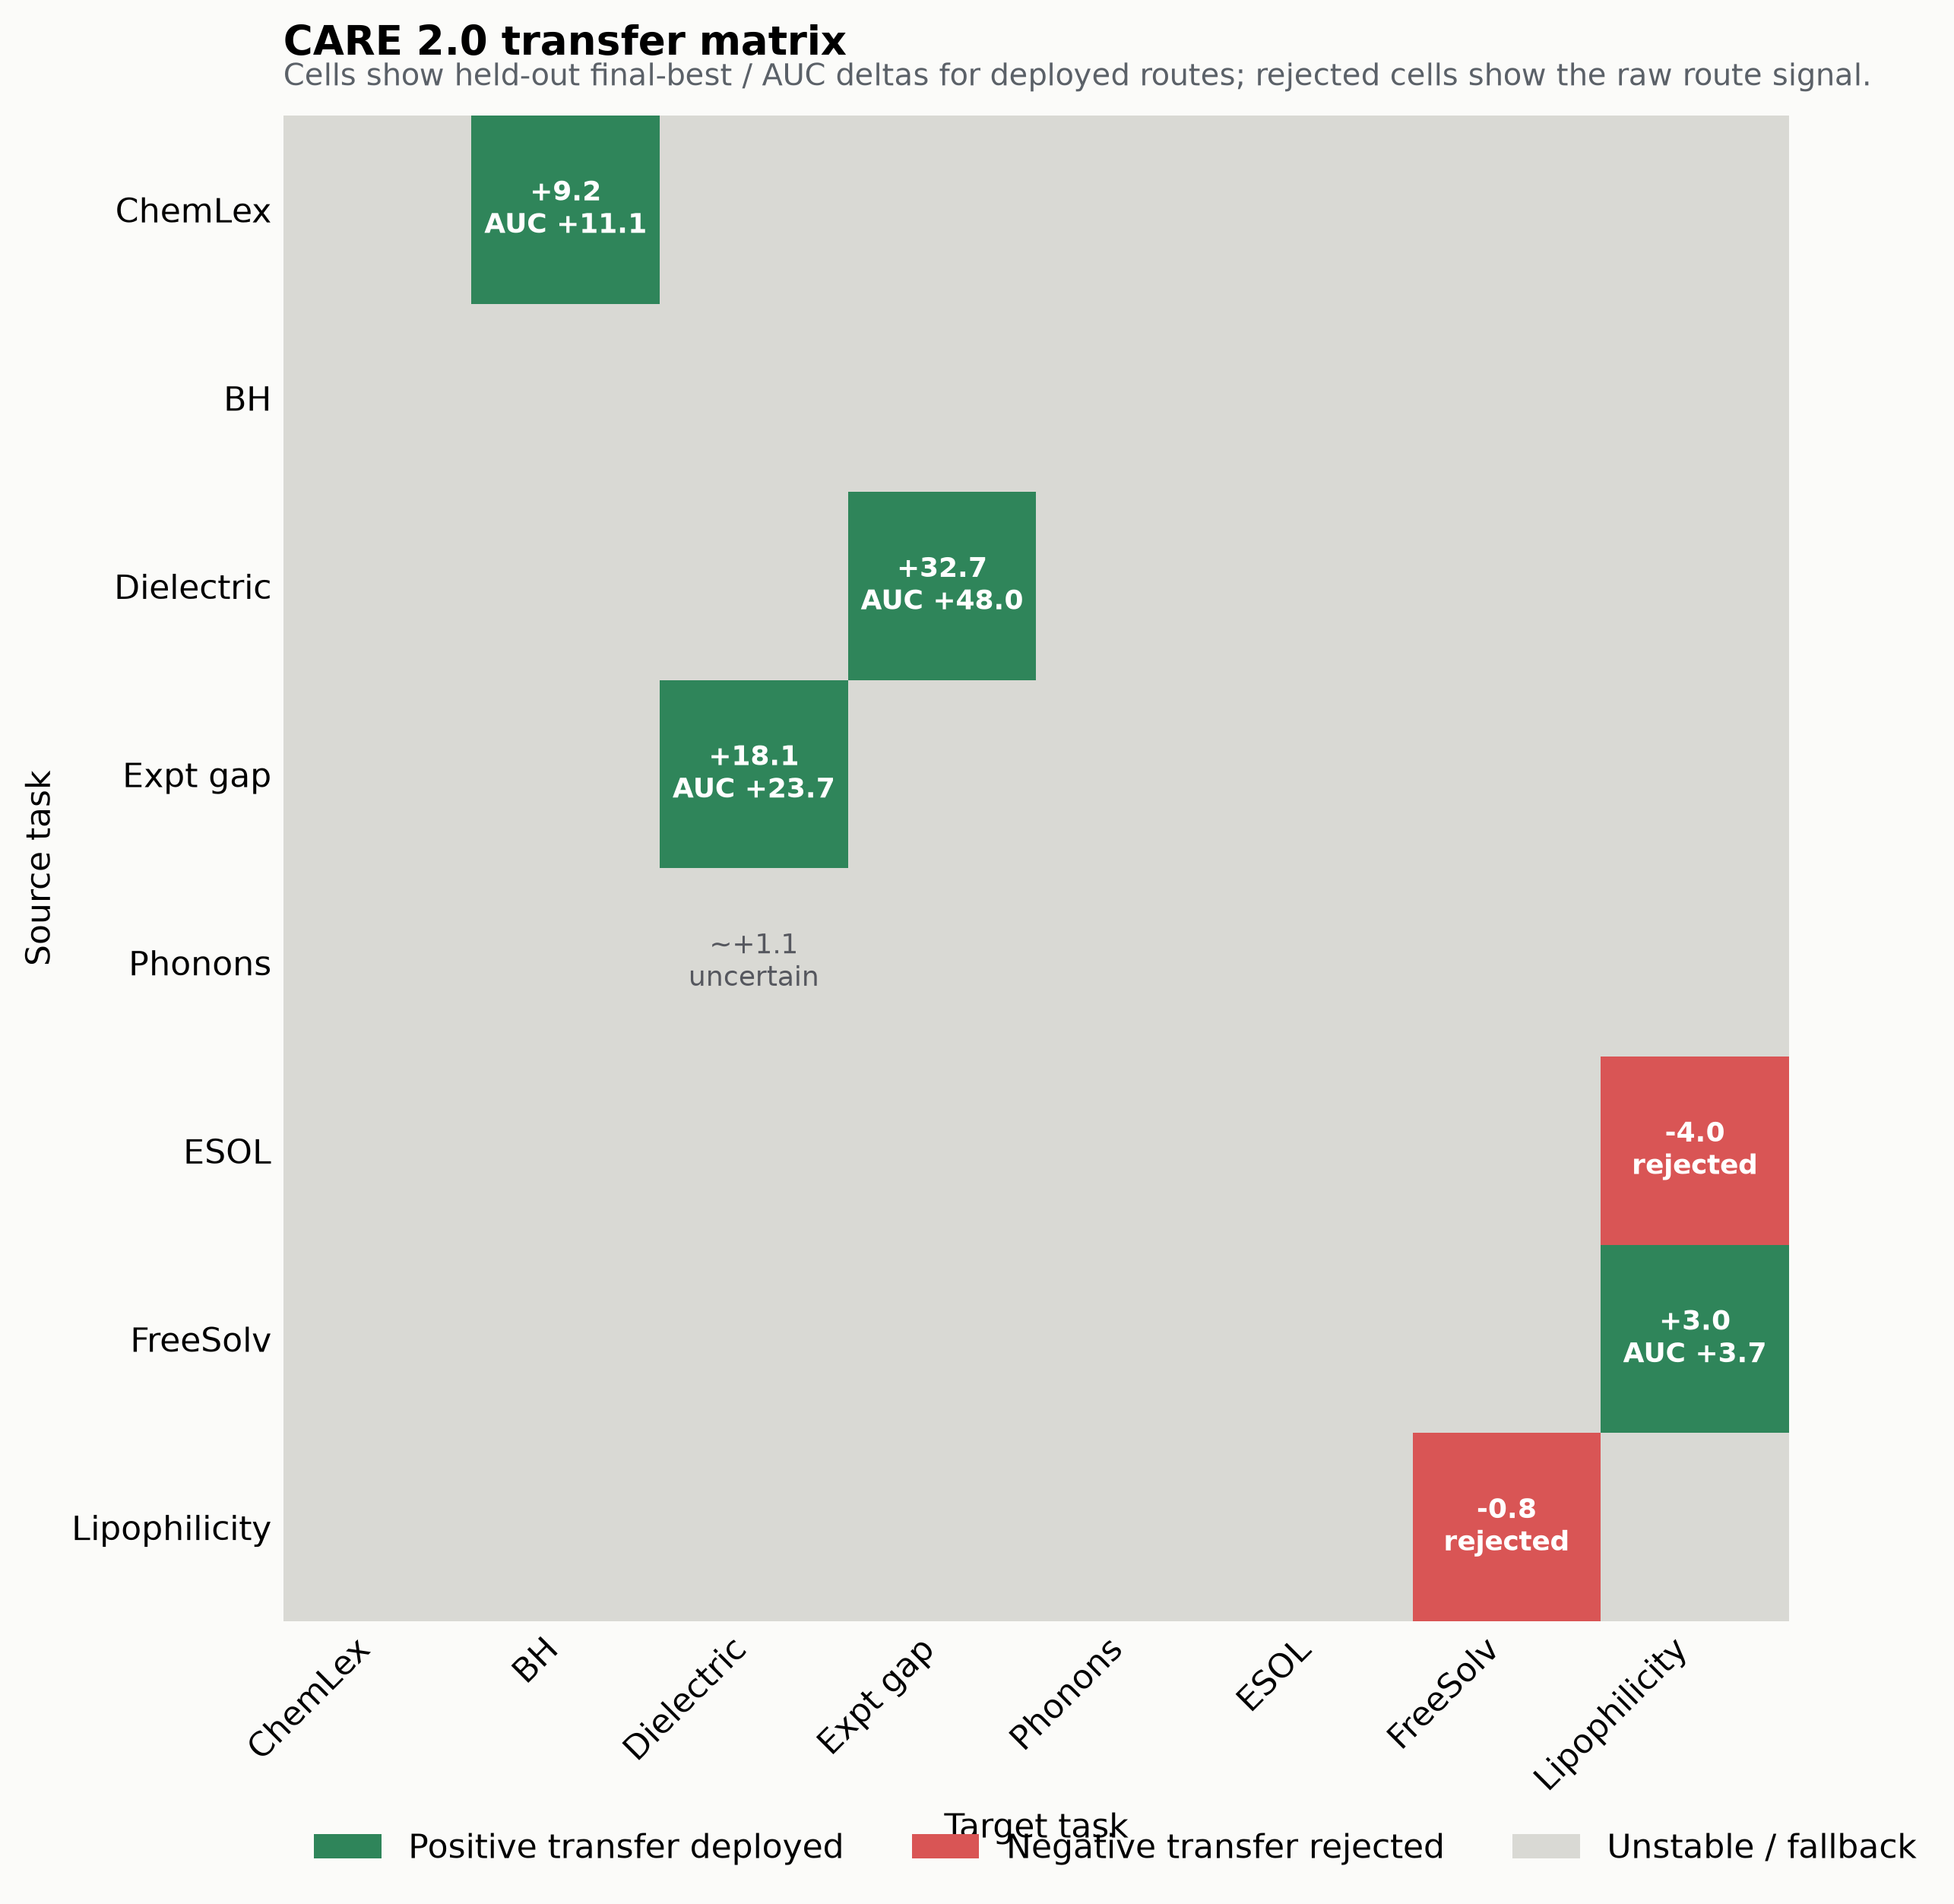 CARE 2.0 transfer matrix
Cells show held-out final-best / AUC deltas for deployed routes; rejected cells show the raw route signal.
Source task
ChemLex
+9.2
AUC +11.1
BH
Dielectric
+32.7
AUC +48.0
Expt gap
+18.1
AUC +23.7
Phonons
~+1.1
uncertain
ESOL
-4.0
rejected
FreeSolv
+3.0
AUC +3.7
Lipophilicity
-0.8
rejected
ChemLex
BH
Dielectric
Expt gap
Phonons
ESOL
FreeSolv
Lipophilicity
Target task
Positive transfer deployed
Negative transfer rejected
Unstable / fallback